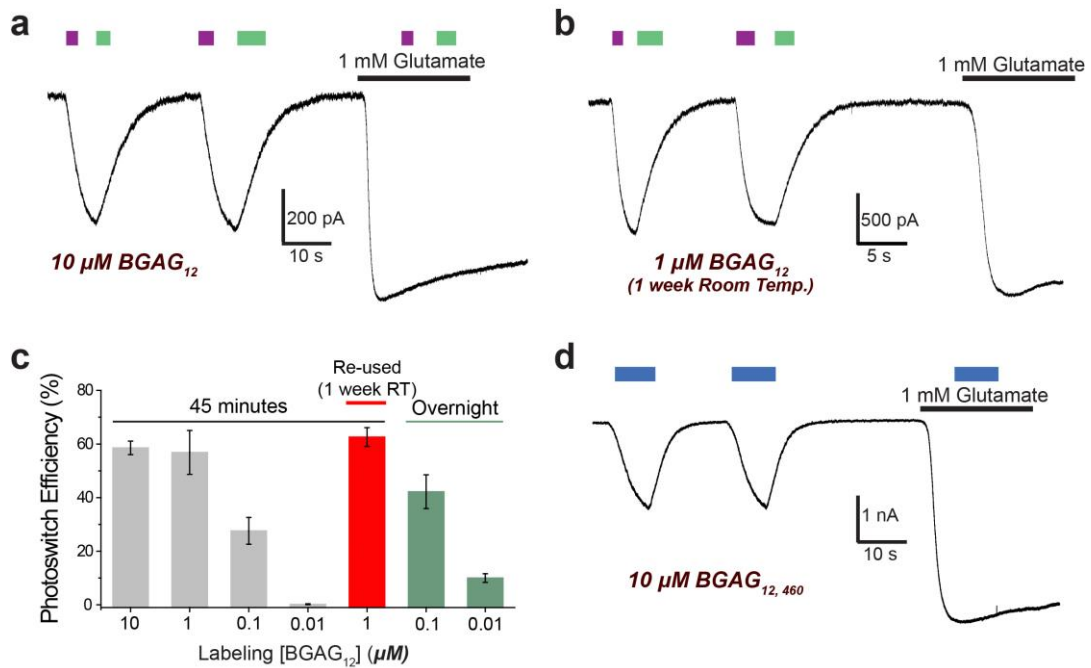 a
1 mM Glutamate
200 pA
10 s
10 µM BGAG12
b
1 mM Glutamate
500 pA
5 s
1 µM BGAG12
(1 week Room Temp.)
c
Photoswitch Efficiency (%)
80
60
40
20
0
45 minutes
Re-used
(1 week RT)
Overnight
10 1 0.1 0.01 1 0.1 0.01
Labeling [BGAG12] (µM)
d
1 mM Glutamate
1 nA
10 s
10 µM BGAG12, 460